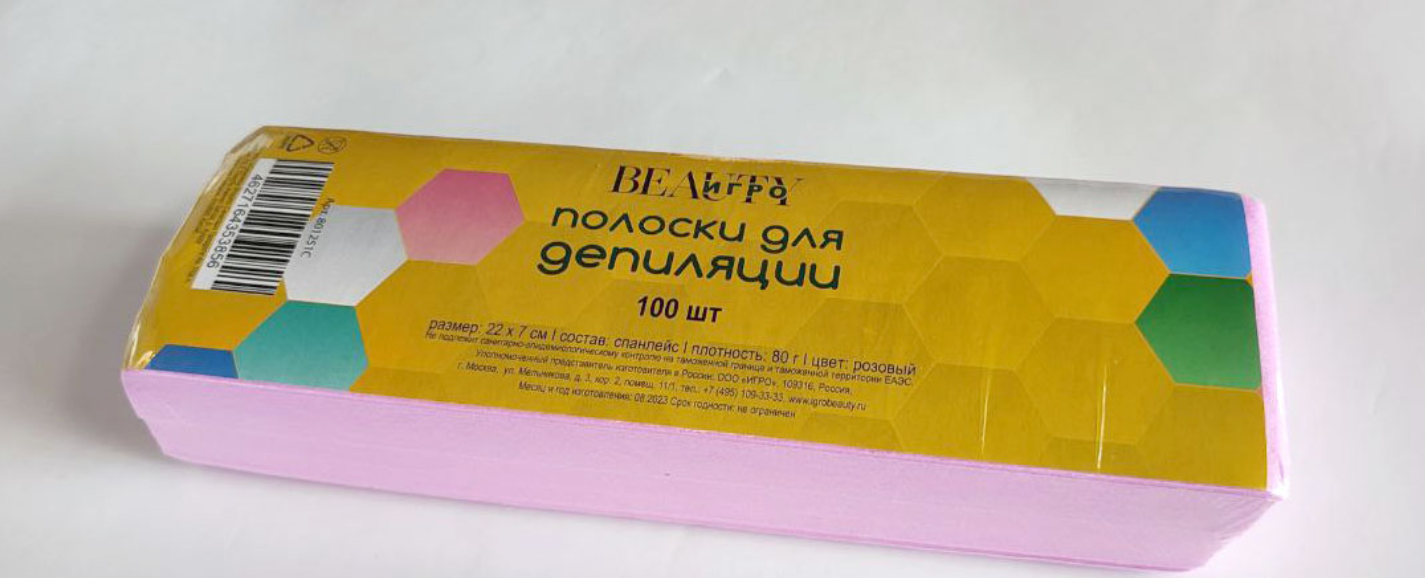 BEAUTY
ИГРО
полоски для
депиляции
100 шт
размер: 22 x 7 см I состав: спанлейс I плотность: 80 г I цвет: розовый
Не подлежит санитарно-эпидемиологическому контролю на таможенной границе и таможенной территории ЕАЭС.
Уполномоченный представитель изготовителя в России: ООО «ИГРО», 109316, Россия,
г. Москва, ул. Мельникова, д. 3, кор. 2, помещ. 11/1, тел.: +7 (495) 109-33-33, www.igrobeauty.ru
Месяц и год изготовления: 08.2023 Срок годности: не ограничен
Арт. 801251С
4627164353856